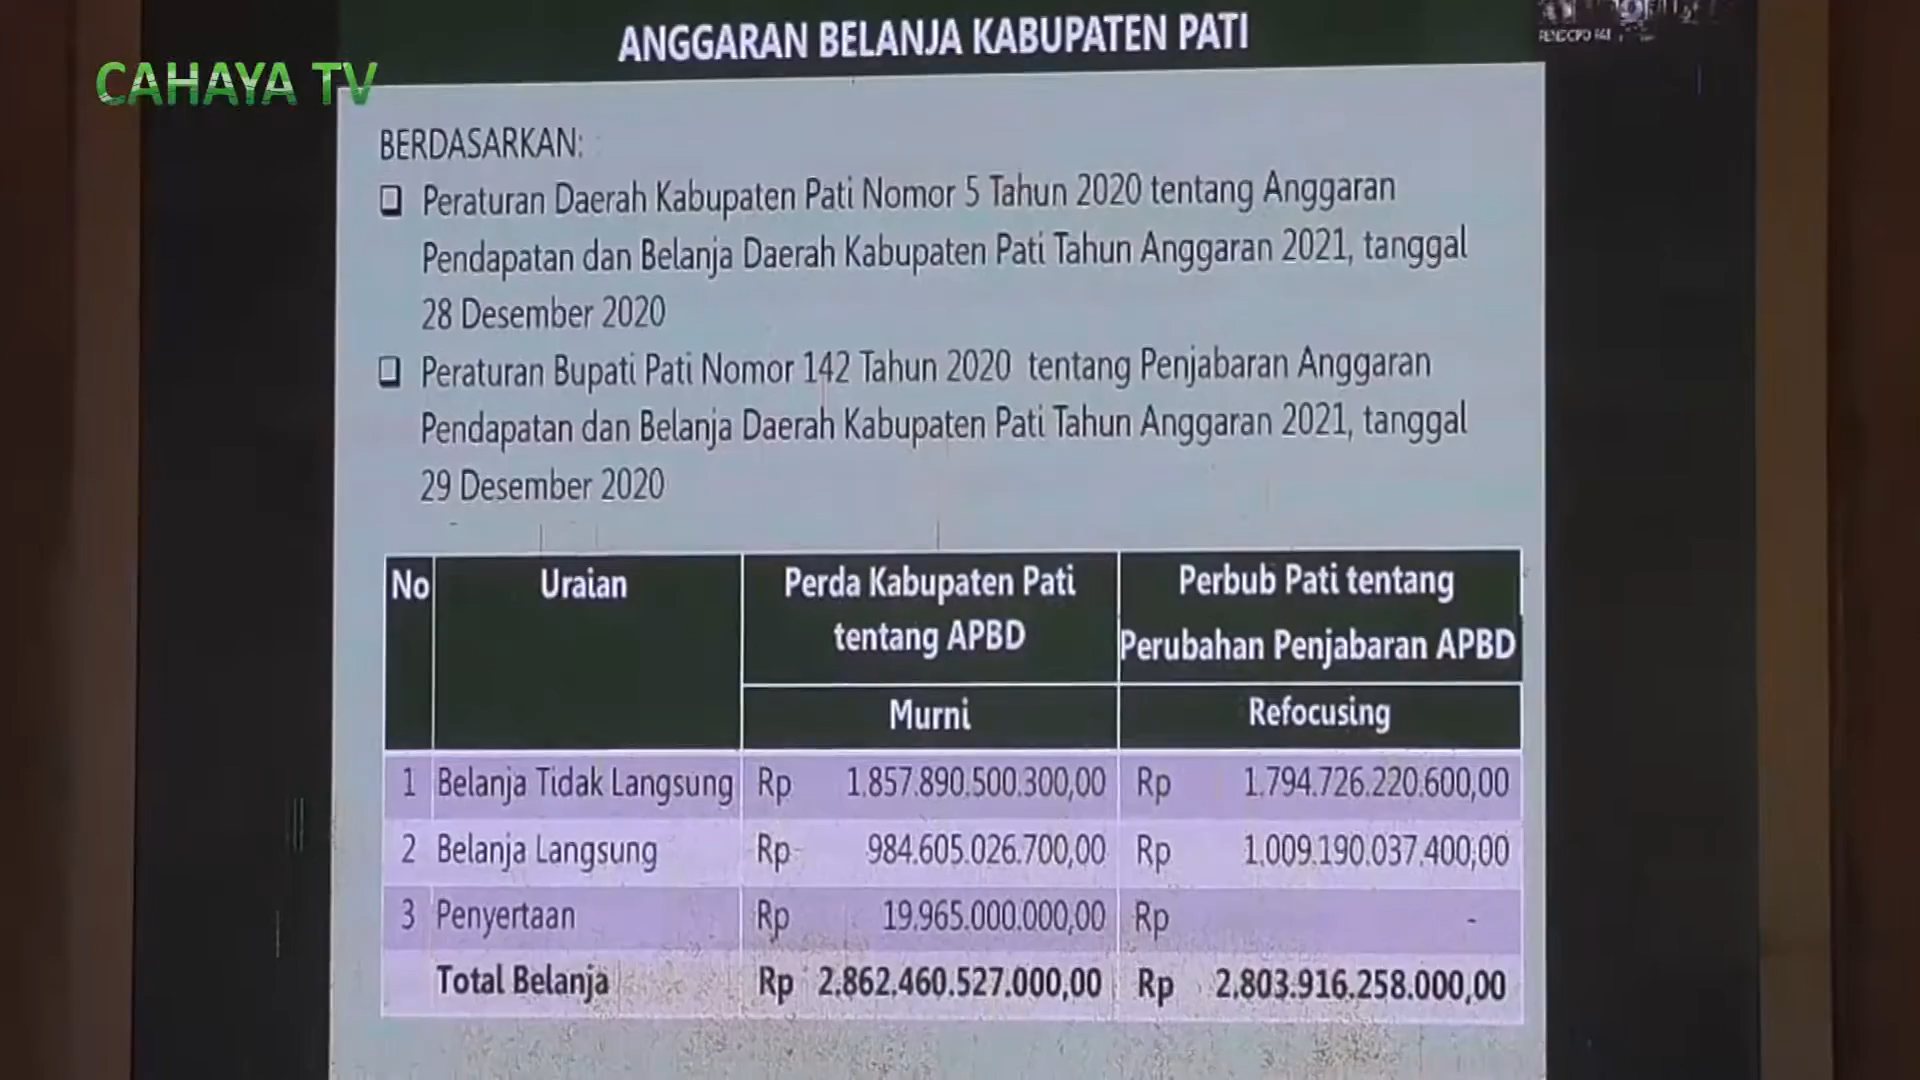 ANGGARAN BELANJA KABUPATEN PATI
CAHAYA TV
BERDASARKAN:
Peraturan Daerah Kabupaten Pati Nomor 5 Tahun 2020 tentang Anggaran
Pendapatan dan Belanja Daerah Kabupaten Pati Tahun Anggaran 2021, tanggal
28 Desember 2020
Peraturan Bupati Pati Nomor 142 Tahun 2020 tentang Penjabaran Anggaran
Pendapatan dan Belanja Daerah Kabupaten Pati Tahun Anggaran 2021, tanggal
29 Desember 2020
No Uraian Perda Kabupaten Pati tentang APBD Perbub Pati tentang Perubahan Penjabaran APBD
Murni Refocusing
1 Belanja Tidak Langsung Rp 1.857.890.500.300,00 Rp 1.794.726.220.600,00
2 Belanja Langsung Rp 984.605.026.700,00 Rp 1.009.190.037.400,00
3 Penyertaan Rp 19.965.000.000,00 Rp -
Total Belanja Rp 2.862.460.527.000,00 Rp 2.803.916.258.000,00